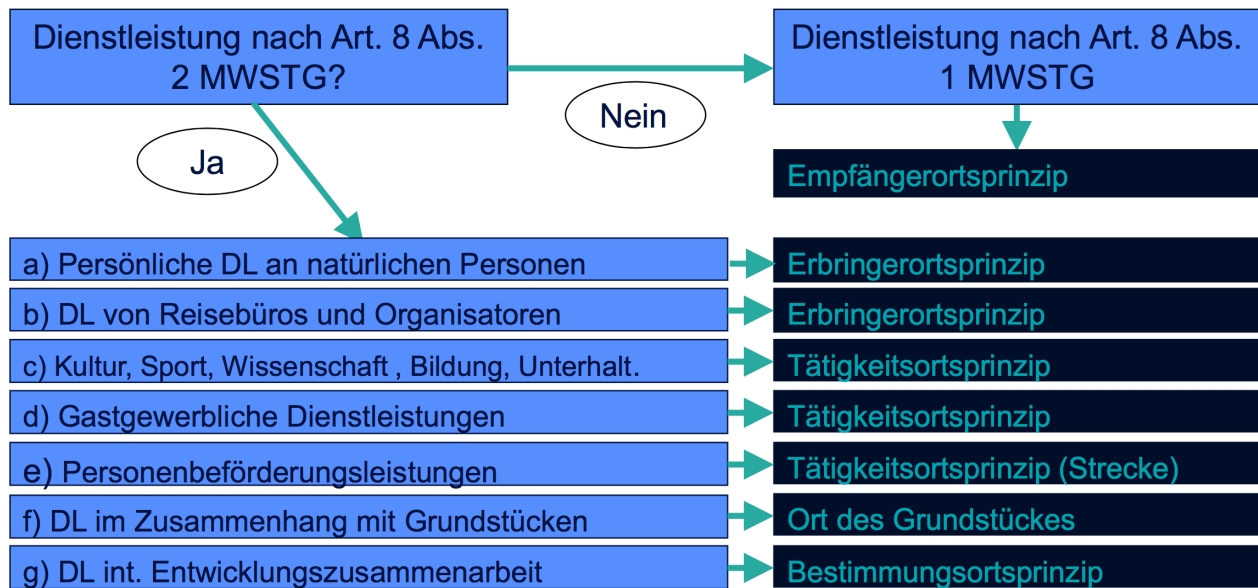 Dienstleistung nach Art. 8 Abs.
2 MWSTG?
Dienstleistung nach Art. 8 Abs.
1 MWSTG
Nein
Ja
Empfängerortsprinzip
a) Persönliche DL an natürlichen Personen
Erbringerortsprinzip
b) DL von Reisebüros und Organisatoren
Erbringerortsprinzip
c) Kultur, Sport, Wissenschaft , Bildung, Unterhalt.
Tätigkeitsortsprinzip
d) Gastgewerbliche Dienstleistungen
Tätigkeitsortsprinzip
e) Personenbeförderungsleistungen
Tätigkeitsortsprinzip (Strecke)
f) DL im Zusammenhang mit Grundstücken
Ort des Grundstückes
g) DL int. Entwicklungszusammenarbeit
Bestimmungsortsprinzip